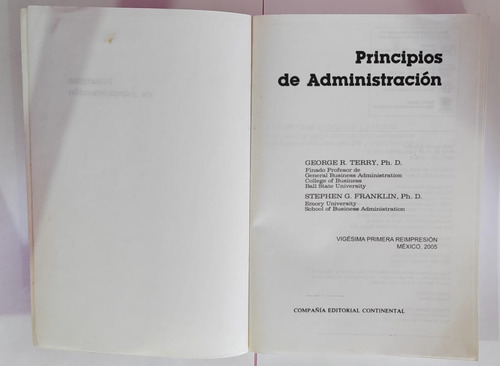 Principios
de Administración
GEORGE R. TERRY, Ph. D.
Finado Profesor de
General Business Administration
College of Business
Ball State University
STEPHEN G. FRANKLIN, Ph. D.
Emory University
School of Business Administration
VIGÉSIMA PRIMERA REIMPRESIÓN
MÉXICO, 2005
COMPAÑÍA EDITORIAL CONTINENTAL